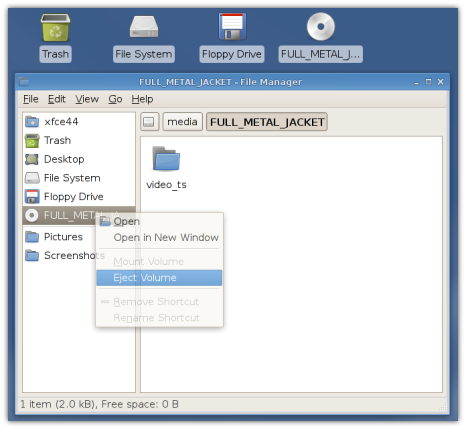 Trash
File System
Floppy Drive
FULL_METAL_J...
FULL_METAL_JACKET - File Manager
File Edit View Go Help
xfce44
Trash
Desktop
File System
Floppy Drive
FULL_METAL
Pictures
Screenshots
media
FULL_METAL_JACKET
video_ts
Open
Open in New Window
Mount Volume
Eject Volume
Remove Shortcut
Rename Shortcut
1 item (2.0 kB), Free space: 0 B